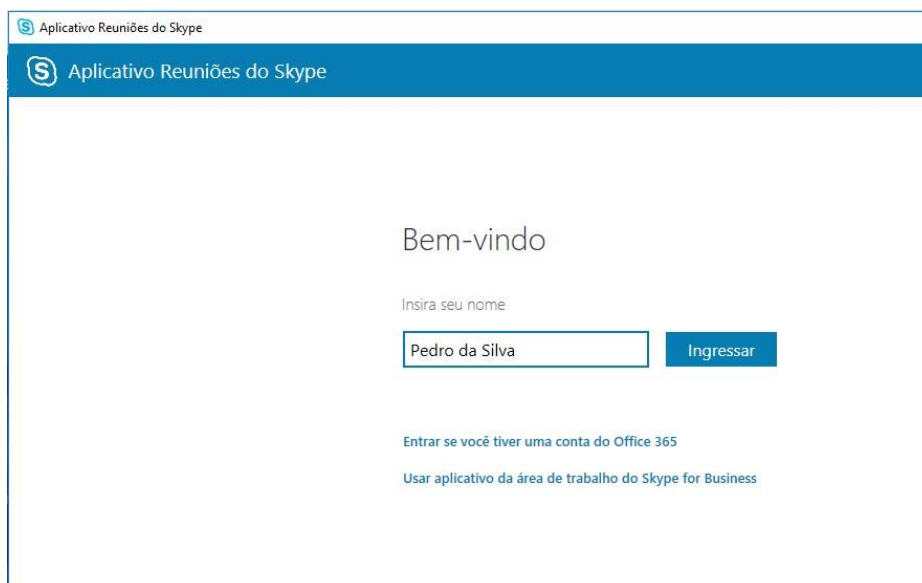 Aplicativo Reuniões do Skype
Aplicativo Reuniões do Skype
Bem-vindo
Insira seu nome
Pedro da Silva
Ingressar
Entrar se você tiver uma conta do Office 365
Usar aplicativo da área de trabalho do Skype for Business